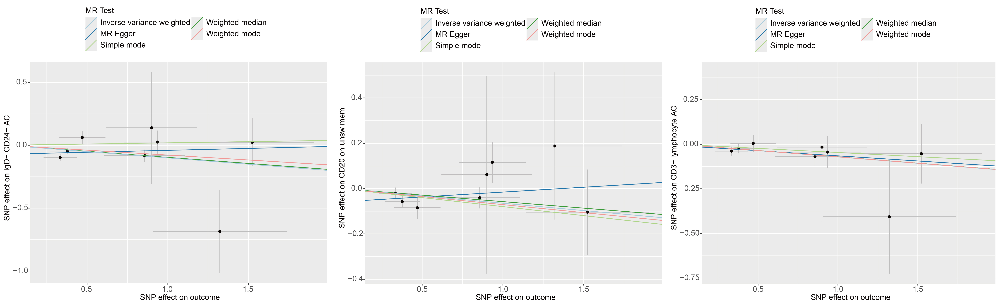 MR Test
Inverse variance weighted Weighted median
MR Egger Weighted mode
Simple mode
SNP effect on IgD− CD24− AC
0.5
0.0
−0.5
−1.0
0.5 1.0 1.5
SNP effect on outcome
MR Test
Inverse variance weighted Weighted median
MR Egger Weighted mode
Simple mode
SNP effect on CD20 on unsw mem
0.4
0.2
0.0
−0.2
−0.4
0.5 1.0 1.5
SNP effect on outcome
MR Test
Inverse variance weighted Weighted median
MR Egger Weighted mode
Simple mode
SNP effect on CD3− lymphocyte AC
0.25
0.00
−0.25
−0.50
−0.75
0.5 1.0 1.5
SNP effect on outcome